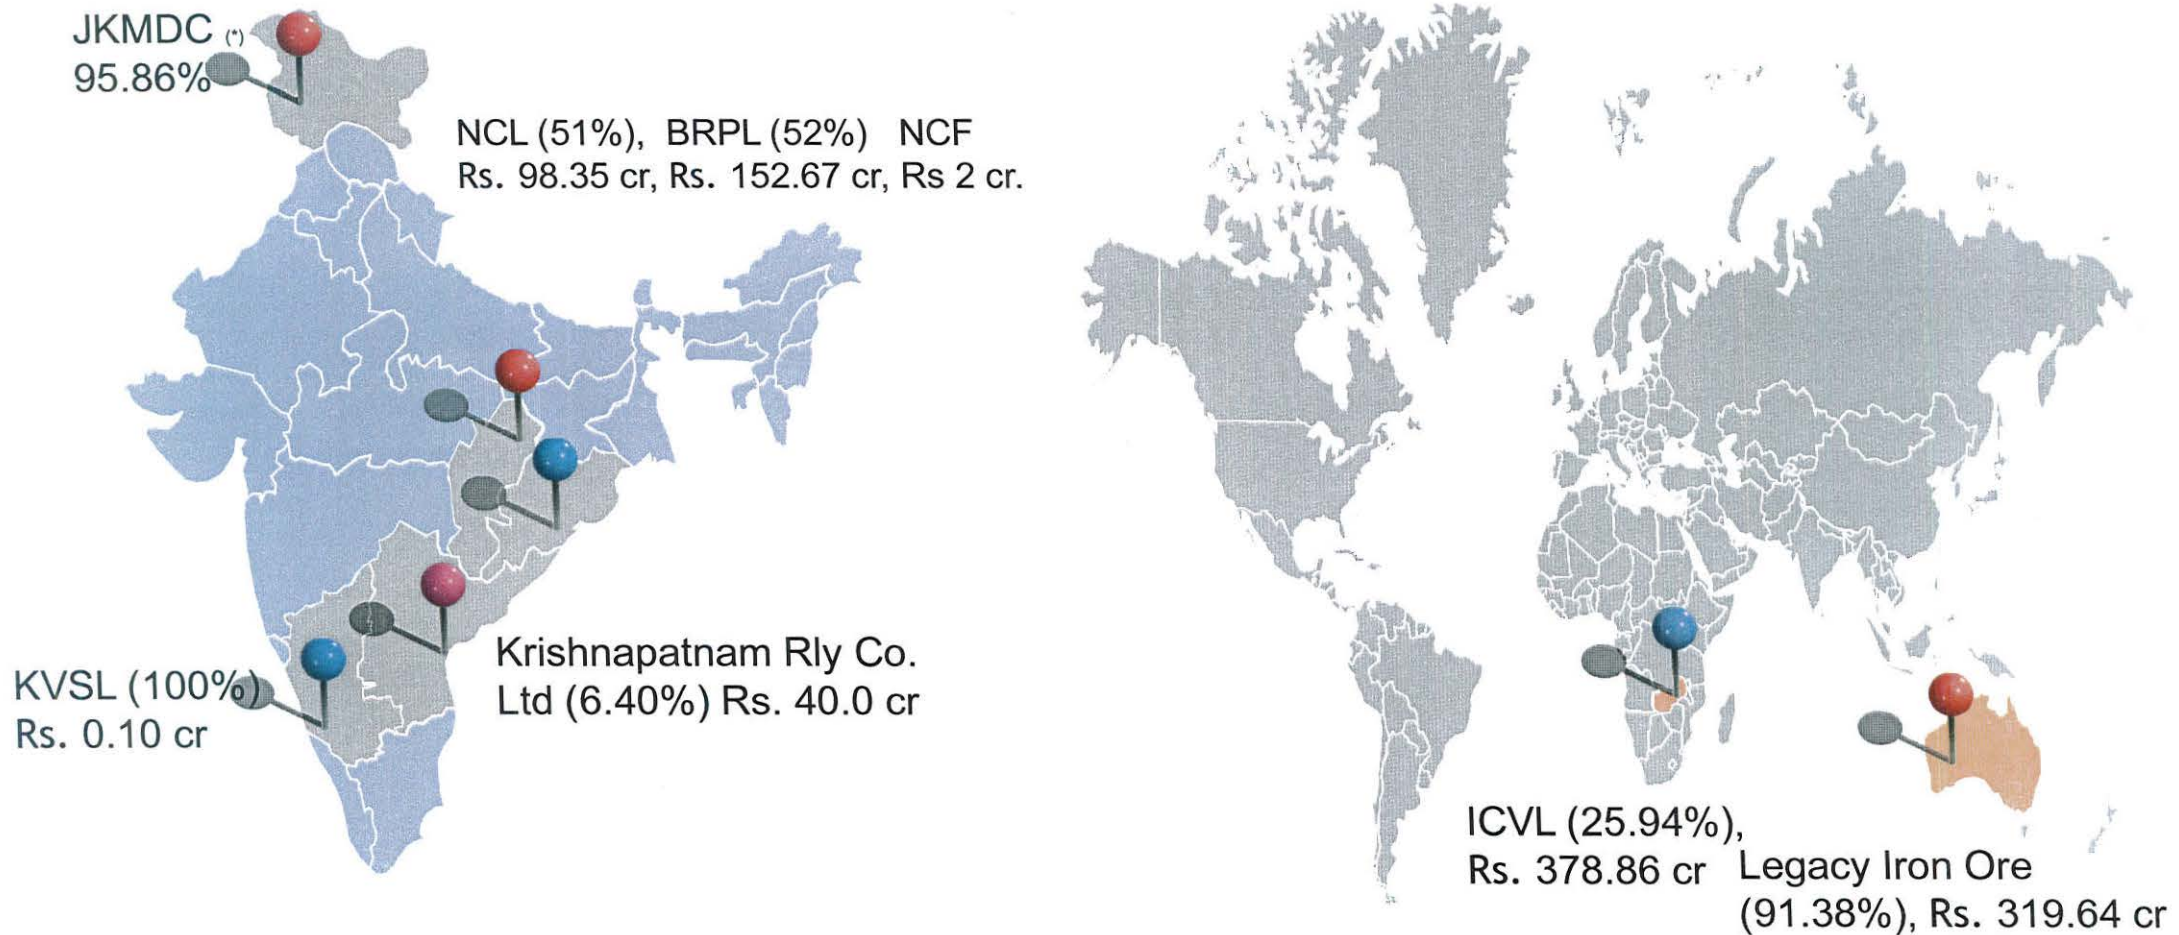 JKMDC (*)
95.86%
NCL (51%), BRPL (52%) NCF
Rs. 98.35 cr, Rs. 152.67 cr, Rs 2 cr.
Krishnapatnam Rly Co.
Ltd (6.40%) Rs. 40.0 cr
KVSL (100%)
Rs. 0.10 cr
ICVL (25.94%),
Rs. 378.86 cr
Legacy Iron Ore
(91.38%), Rs. 319.64 cr